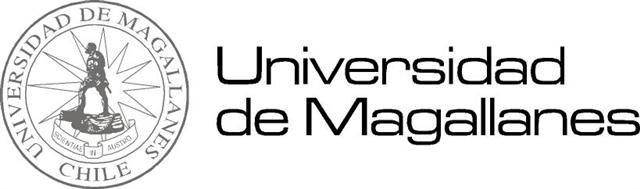 UNIVERSIDAD DE MAGALLANES
CHILE
SCIENTIAS IN AUSTRO
Universidad
de Magallanes